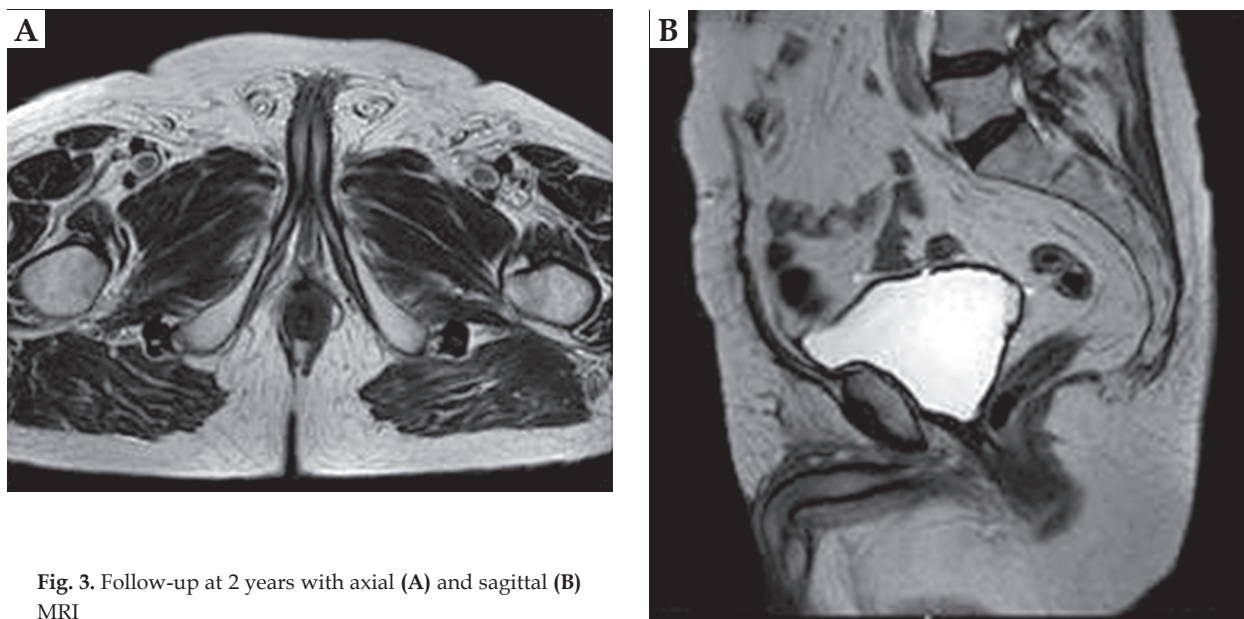 A
B
Fig. 3. Follow-up at 2 years with axial (A) and sagittal (B)
MRI